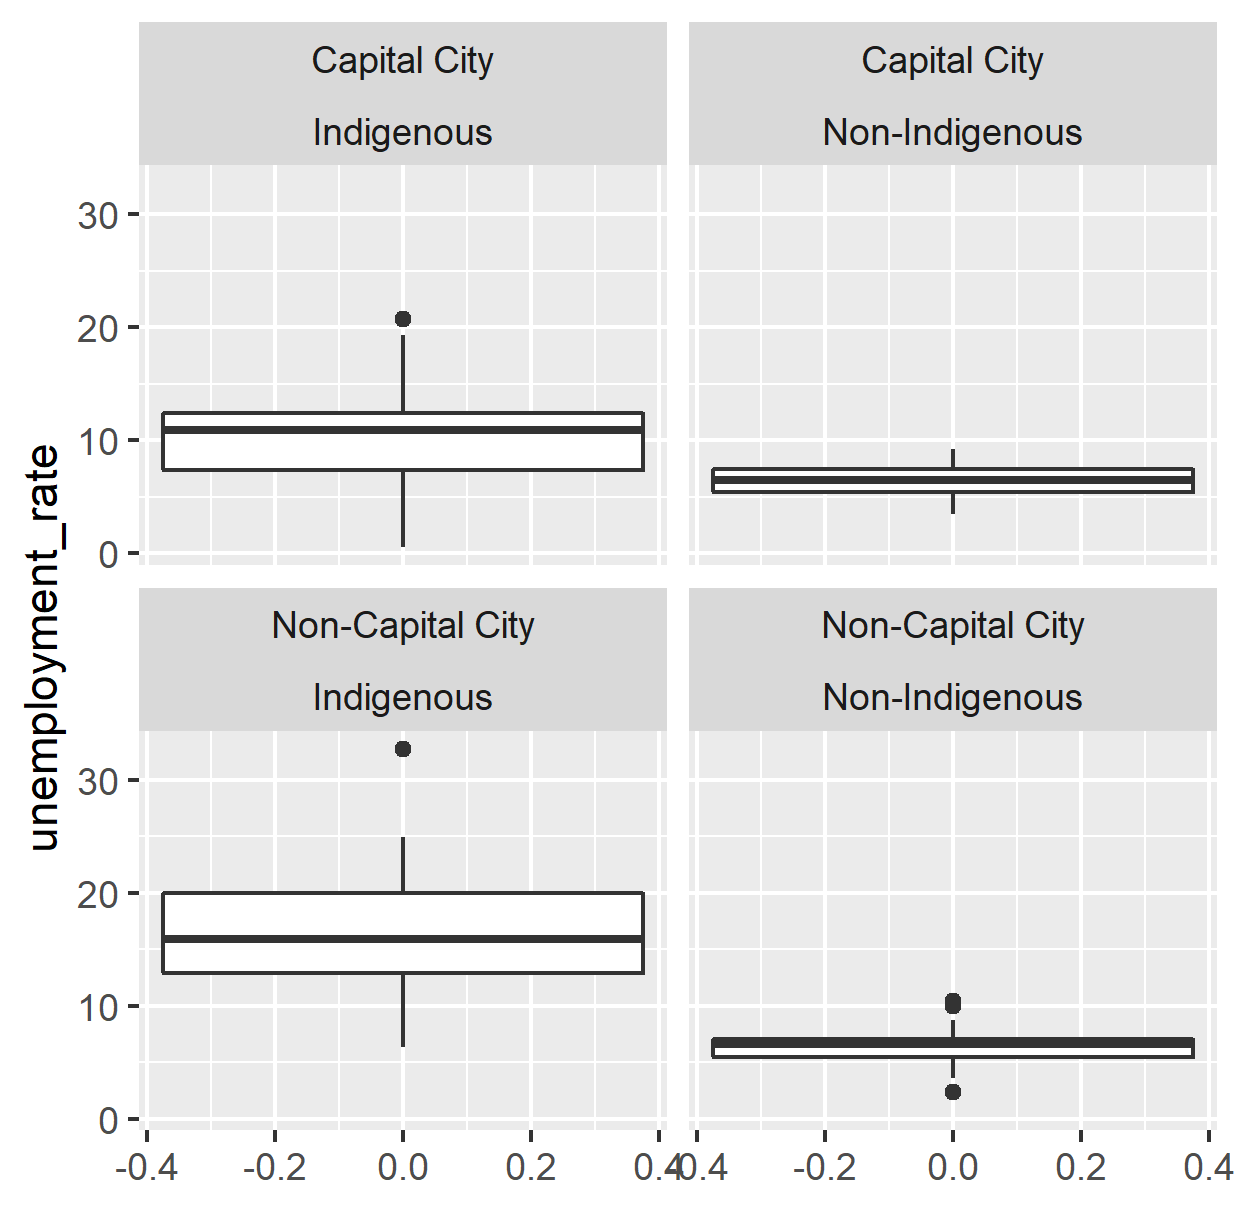 Capital City
Indigenous
Capital City
Non-Indigenous
30
20
10
0
unemployment_rate
Non-Capital City
Indigenous
Non-Capital City
Non-Indigenous
30
20
10
0
-0.4 -0.2 0.0 0.2 0.4 -0.4 -0.2 0.0 0.2 0.4